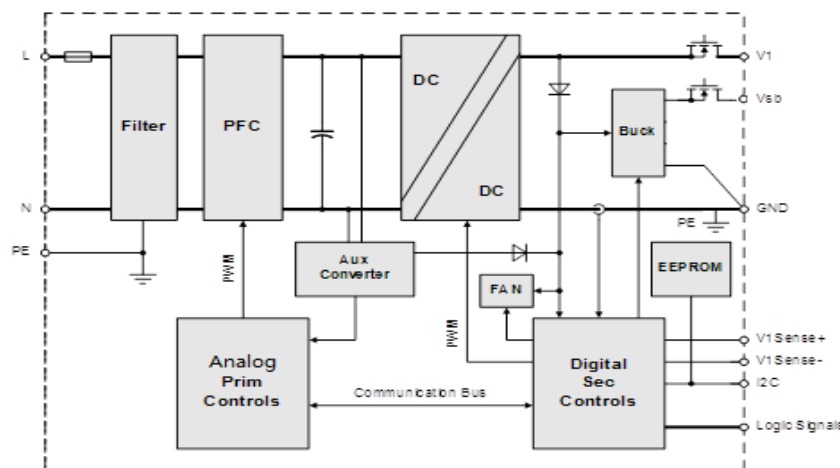 L
V1
DC
Vsb
Filter
PFC
Buck
DC
N
GND
PE
PE
PWM
Aux
Converter
EEPROM
FAN
PWM
V1Sense+
Analog
Prim
Controls
Digital
Sec
Controls
V1Sense-
I2C
Communication Bus
Logic Signals